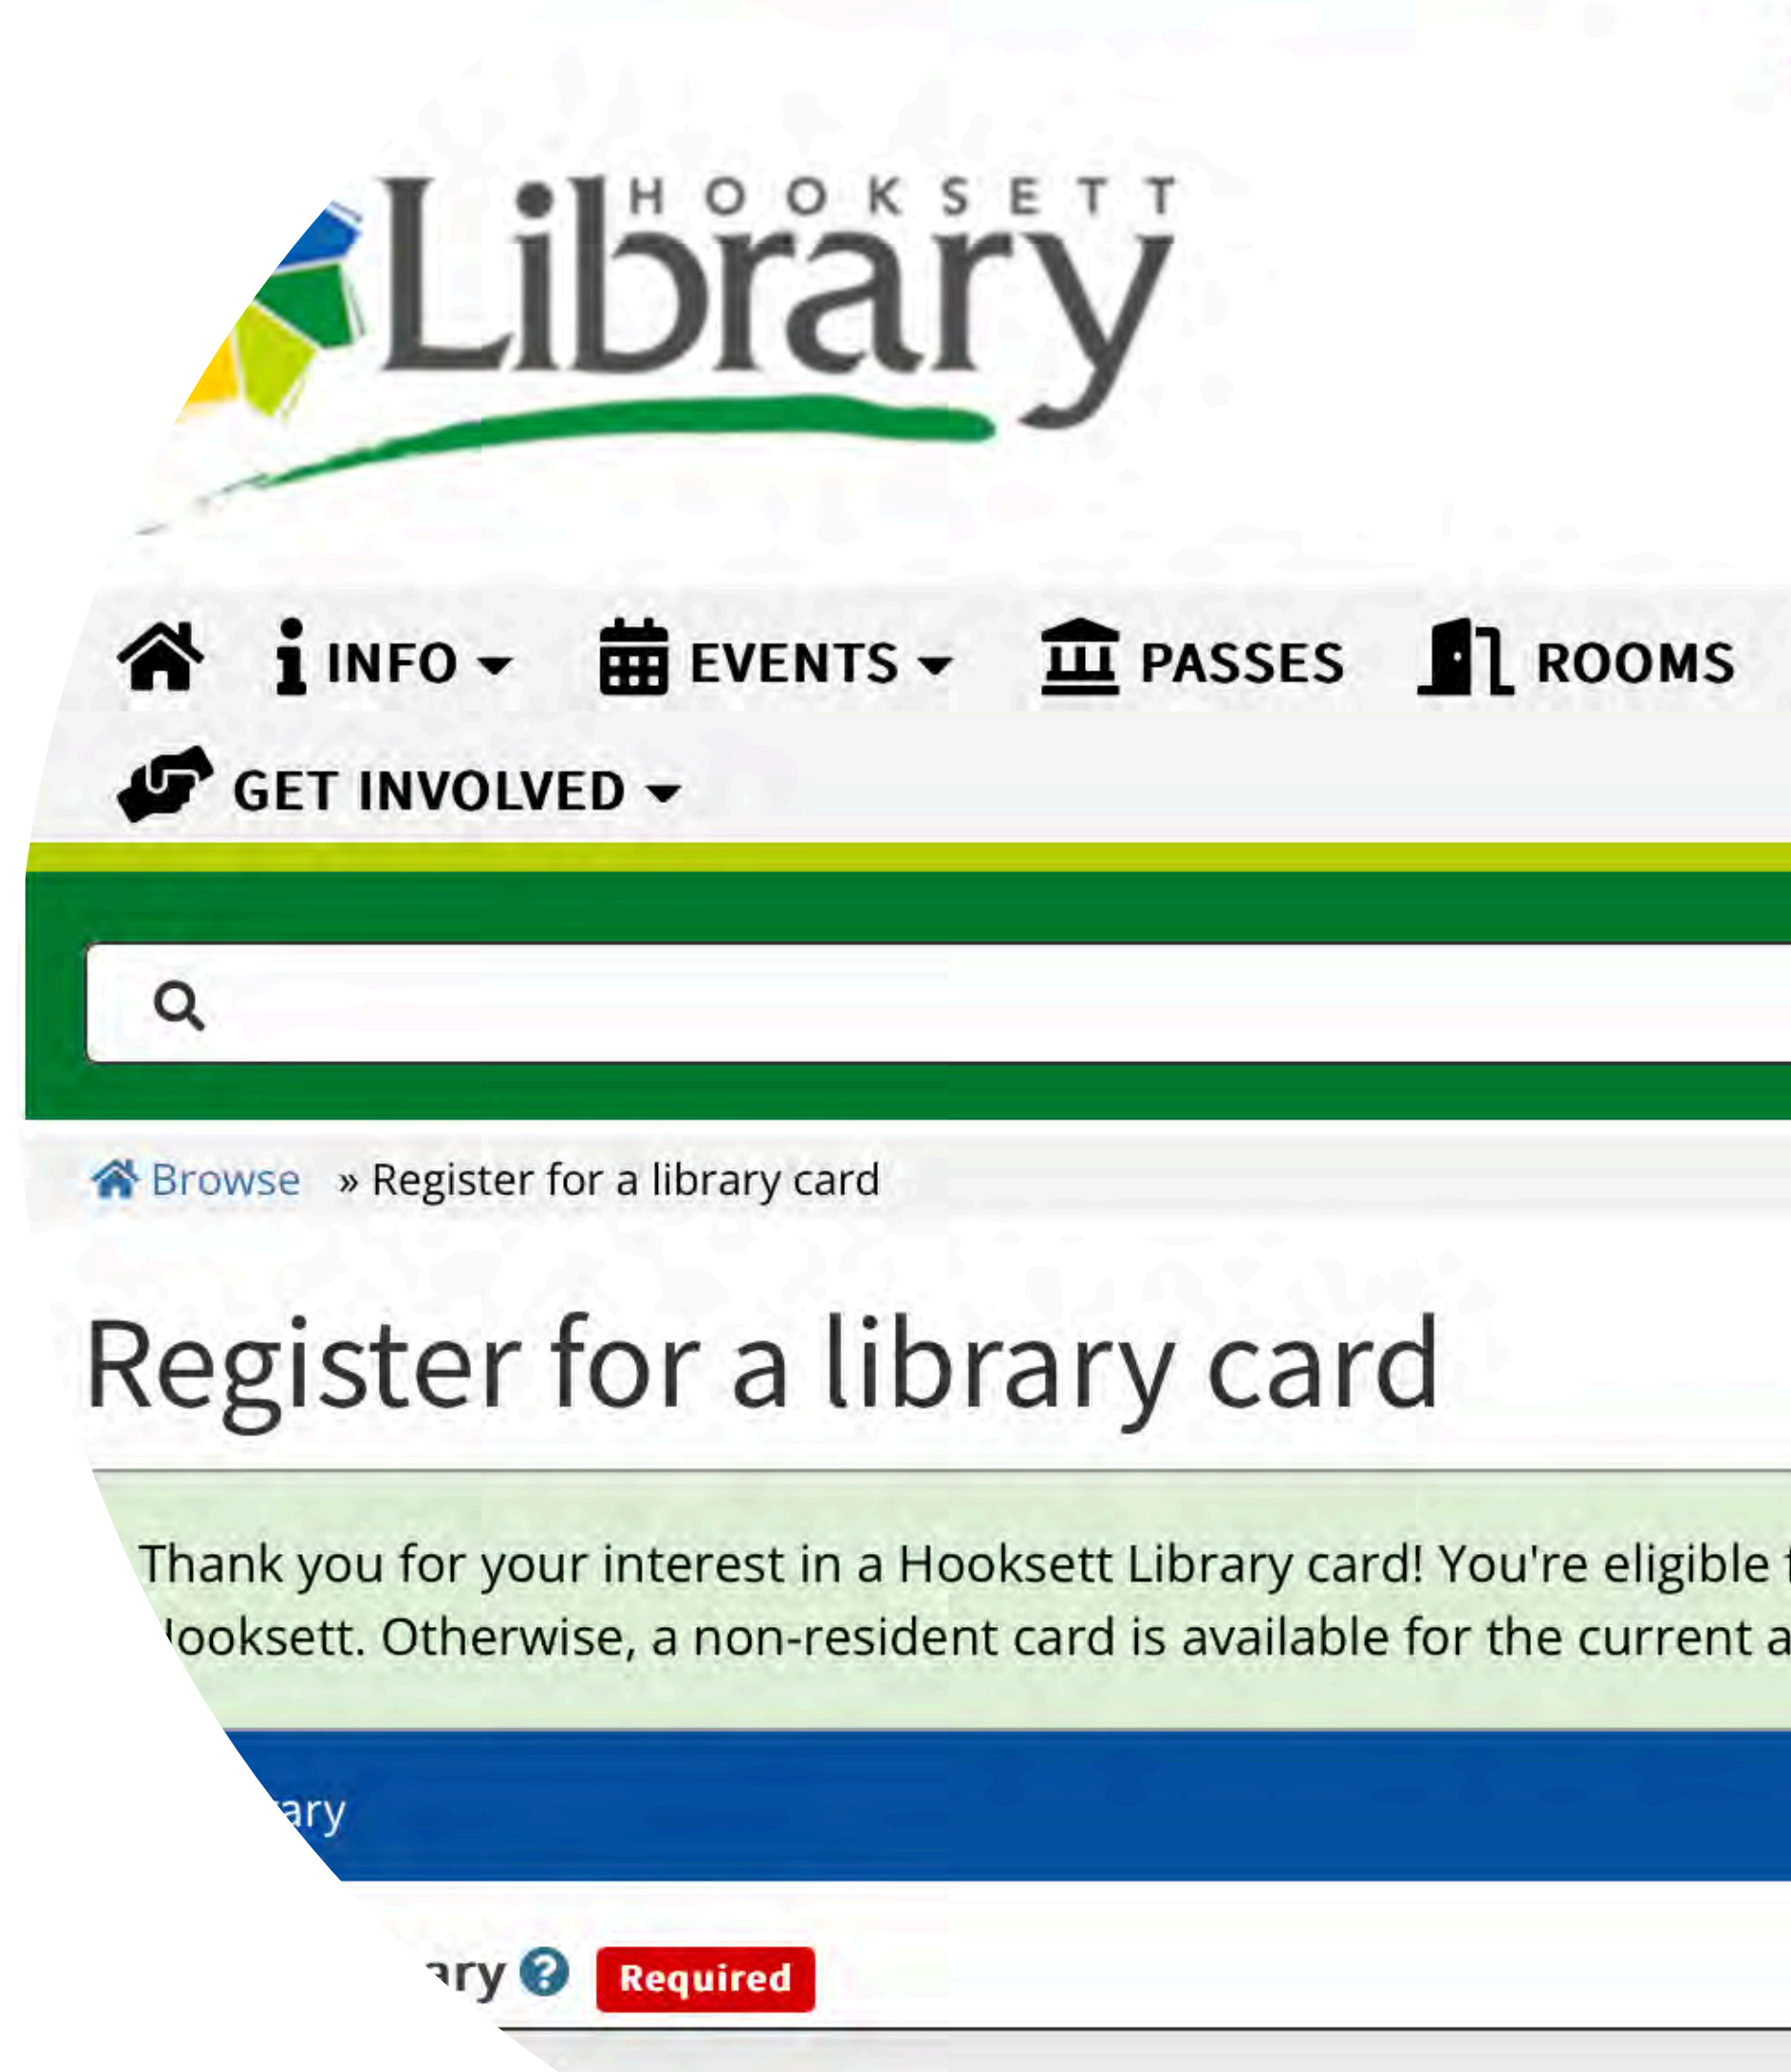 HOOKSETT
Library
INFO EVENTS PASSES ROOMS
GET INVOLVED
Browse » Register for a library card
Register for a library card
Thank you for your interest in a Hooksett Library card! You're eligible
Otherwise, a non-resident card is available for the current
Required